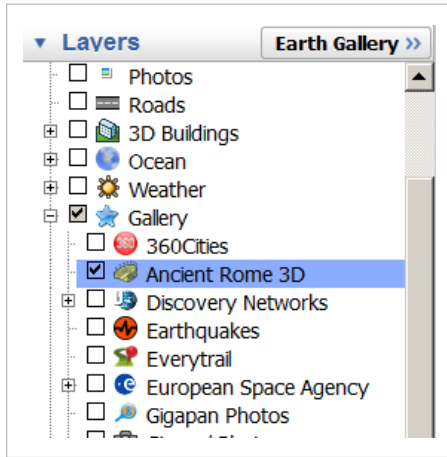 Layers
Earth Gallery »
Photos
Roads
3D Buildings
Ocean
Weather
Gallery
360 360Cities
Ancient Rome 3D
Discovery Networks
Earthquakes
Everytrail
European Space Agency
Gigapan Photos